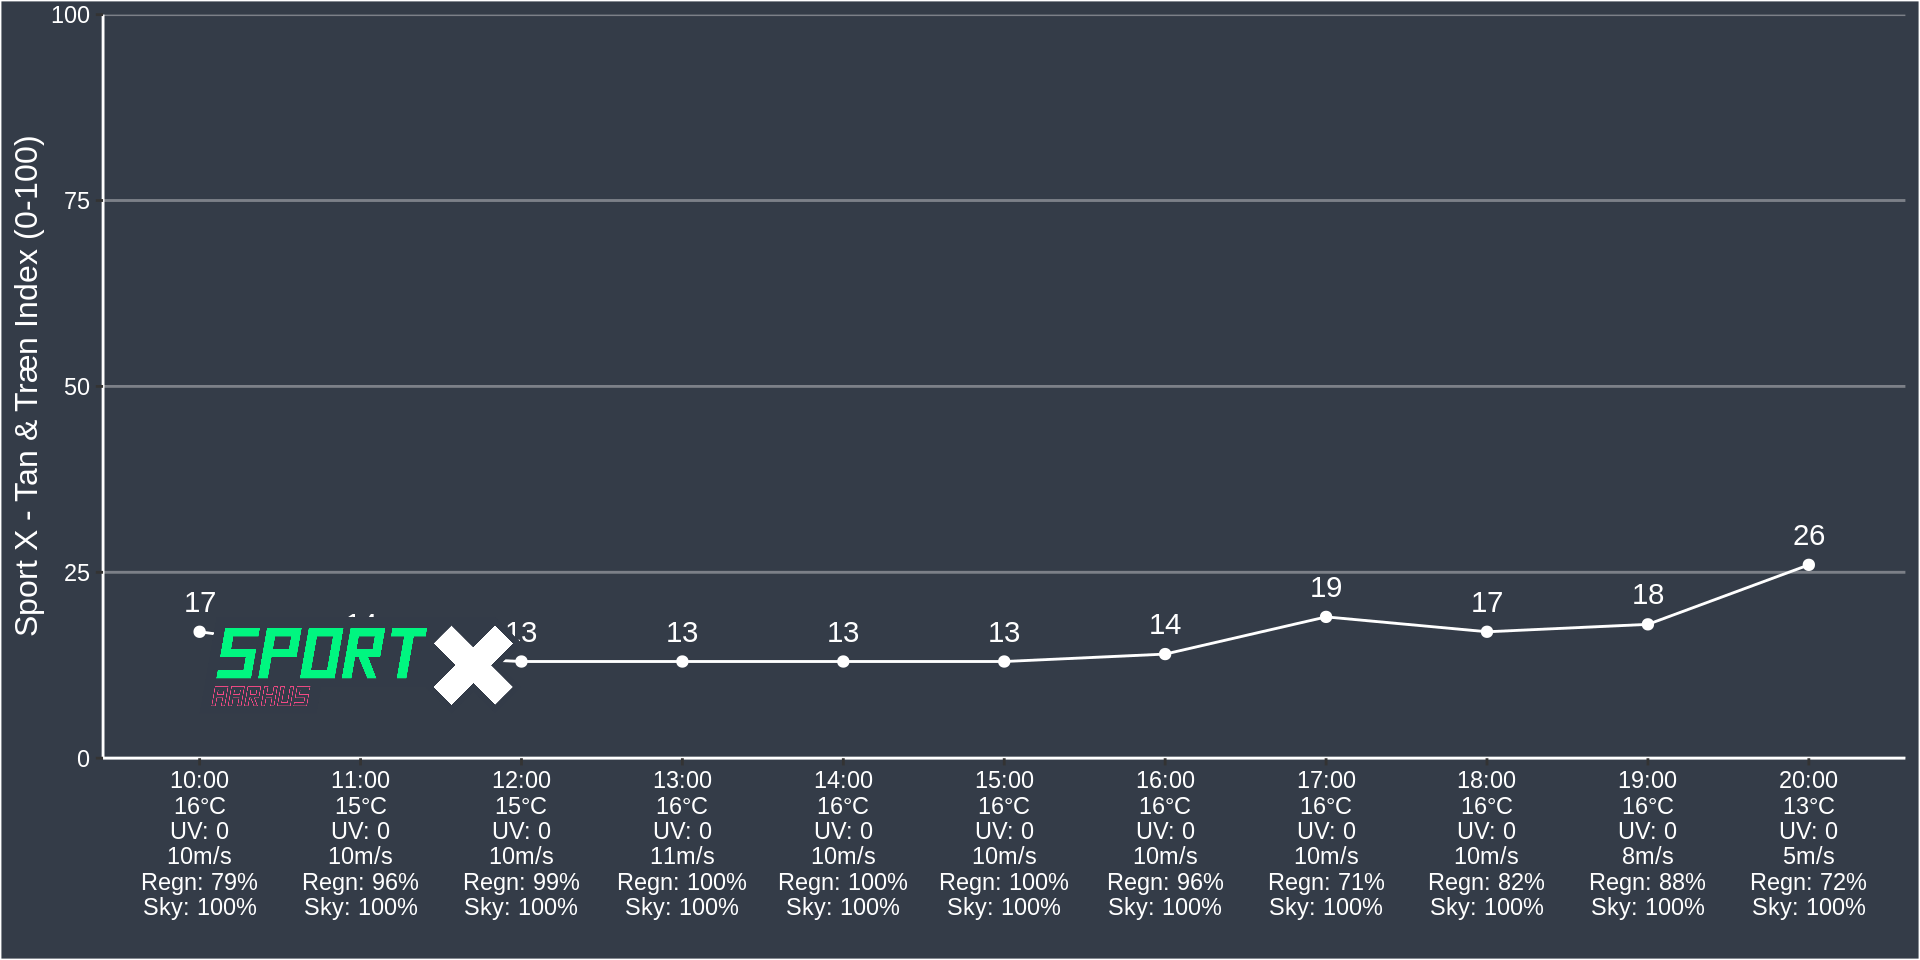 Sport X - Tan & Træn Index (0-100)
100
75
50
25
0
17
13
13
13
13
14
19
17
18
26
SPORT X
AARHUS
10:00 11:00 12:00 13:00 14:00 15:00 16:00 17:00 18:00 19:00 20:00
16°C 15°C 15°C 16°C 16°C 16°C 16°C 16°C 16°C 16°C 13°C
UV: 0 UV: 0 UV: 0 UV: 0 UV: 0 UV: 0 UV: 0 UV: 0 UV: 0 UV: 0 UV: 0
10m/s 10m/s 10m/s 11m/s 10m/s 10m/s 10m/s 10m/s 10m/s 8m/s 5m/s
Regn: 79% Regn: 96% Regn: 99% Regn: 100% Regn: 100% Regn: 100% Regn: 96% Regn: 71% Regn: 82% Regn: 88% Regn: 72%
Sky: 100% Sky: 100% Sky: 100% Sky: 100% Sky: 100% Sky: 100% Sky: 100% Sky: 100% Sky: 100% Sky: 100% Sky: 100%